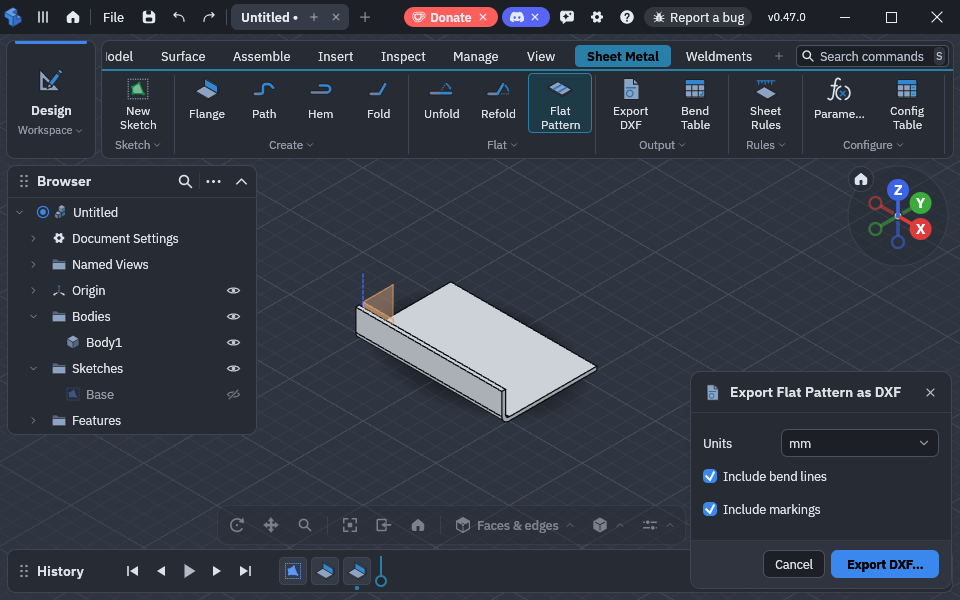 File
Untitled •
Donate
Report a bug
v0.47.0
Design
Workspace
odel
Surface
Assemble
Insert
Inspect
Manage
View
Sheet Metal
Weldments
Search commands
S
New Sketch
Flange
Path
Hem
Fold
Unfold
Refold
Flat Pattern
Export DXF
Bend Table
Sheet Rules
Parame...
Config Table
Sketch
Create
Flat
Output
Rules
Configure
Browser
Untitled
Document Settings
Named Views
Origin
Bodies
Body1
Sketches
Base
Features
Z
Y
X
Export Flat Pattern as DXF
Units
mm
Include bend lines
Include markings
Cancel
Export DXF...
Faces & edges
History